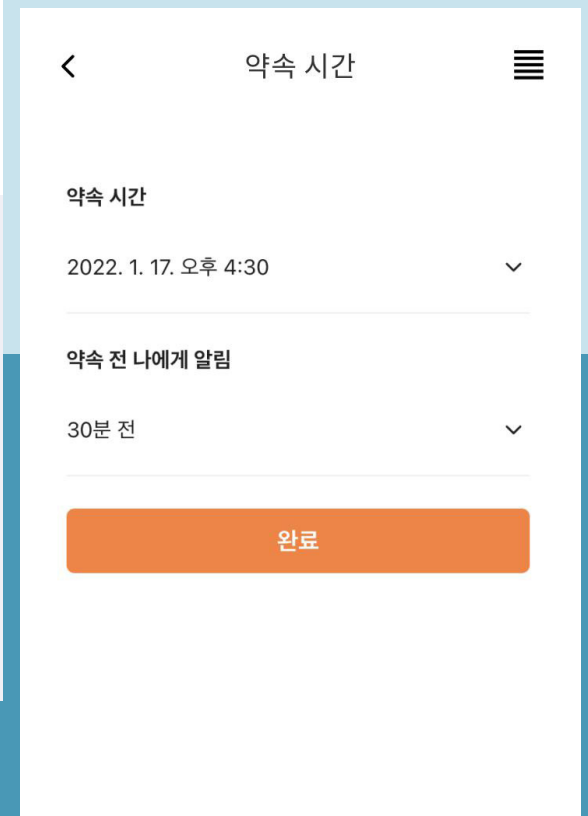 약속 시간
약속 시간
2022. 1. 17. 오후 4:30
약속 전 나에게 알림
30분 전
완료